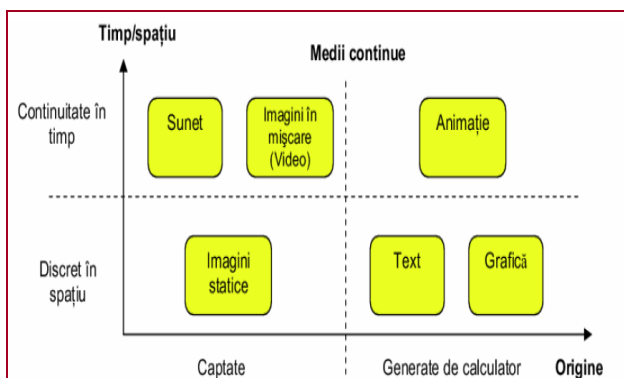 Timp/spațiu
Medii continue
Continuitate în
timp
Sunet
Imagini în
mișcare
(Video)
Animație
Discret în
spațiu
Imagini
statice
Text
Grafică
Captate
Generate de calculator
Origine